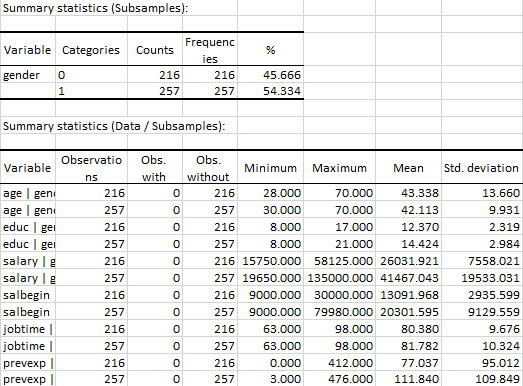 Summary statistics (Subsamples):
Variable Categories Counts Frequencies %
gender 0 216 216 45.666
1 257 257 54.334
Summary statistics (Data / Subsamples):
Variable Observations Obs. with Obs. without Minimum Maximum Mean Std. deviation
age | gen 216 0 216 28.000 70.000 43.338 13.660
age | gen 257 0 257 30.000 70.000 42.113 9.931
educ | ge 216 0 216 8.000 17.000 12.370 2.319
educ | ge 257 0 257 8.000 21.000 14.424 2.984
salary | g 216 0 216 15750.000 58125.000 26031.921 7558.021
salary | g 257 0 257 19650.000 135000.000 41467.043 19533.031
salbegin 216 0 216 9000.000 30000.000 13091.968 2935.599
salbegin 257 0 257 9000.000 79980.000 20301.595 9129.559
jobtime | 216 0 216 63.000 98.000 80.380 9.676
jobtime | 257 0 257 63.000 98.000 81.782 10.324
prevexp | 216 0 216 0.000 412.000 77.037 95.012
prevexp | 257 0 257 3.000 476.000 111.840 109.849